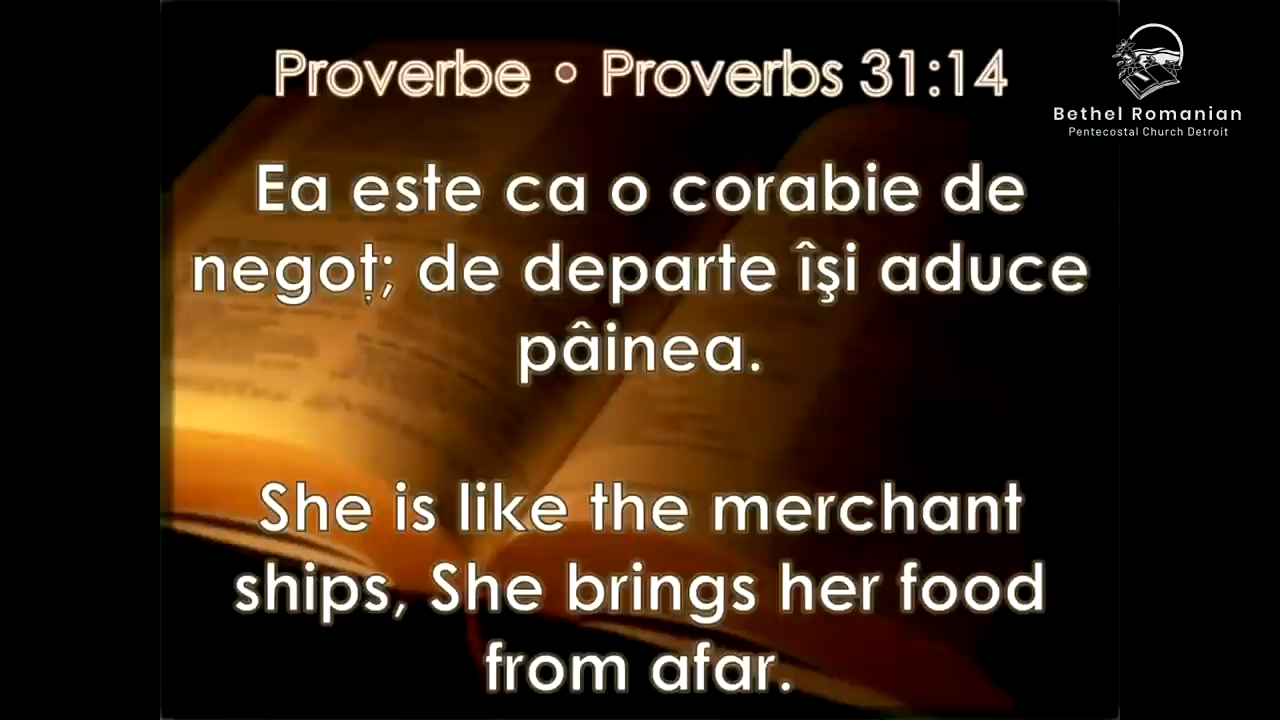 Proverbe • Proverbs 31:14
Bethel Romanian
Pentecostal Church Detroit
Ea este ca o corabie de
negoț; de departe îşi aduce
pâinea.
She is like the merchant
ships, She brings her food
from afar.